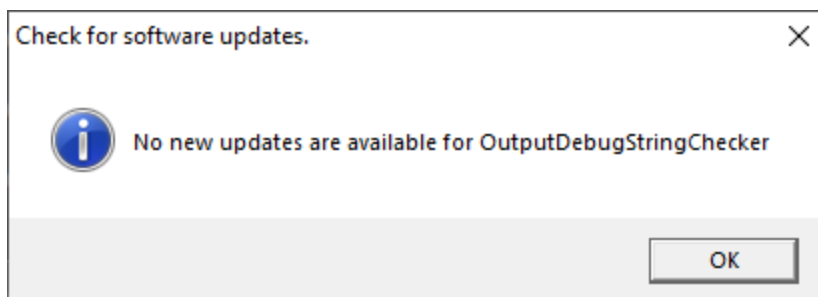 Check for software updates.
No new updates are available for OutputDebugStringChecker
OK